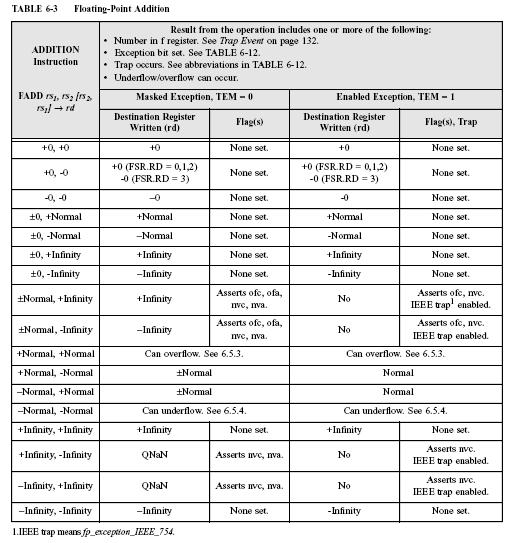 TABLE 6-3 Floating-Point Addition
ADDITION
Instruction
FADD rs1, rs2 [rs2,
rs1] → rd
Result from the operation includes one or more of the following:
• Number in f register. See Trap Event on page 132.
• Exception bit set. See TABLE 6-12.
• Trap occurs. See abbreviations in TABLE 6-12.
• Underflow/overflow can occur.
Masked Exception, TEM = 0 Enabled Exception, TEM = 1
Destination Register
Written (rd)
Flag(s)
Destination Register
Written (rd)
Flag(s), Trap
+0, +0 +0 None set. +0 None set.
+0, -0
+0 (FSR.RD = 0,1,2)
-0 (FSR.RD = 3)
None set.
+0 (FSR.RD = 0,1,2)
-0 (FSR.RD = 3)
None set.
-0, -0 –0 None set. -0 None set.
±0, +Normal +Normal None set. +Normal None set.
±0, -Normal –Normal None set. -Normal None set.
±0, +Infinity +Infinity None set. +Infinity None set.
±0, -Infinity –Infinity None set. -Infinity None set.
±Normal, +Infinity +Infinity
Asserts ofc, ofa,
nvc, nva.
No
Asserts ofc, nvc.
IEEE trap1 enabled.
±Normal, -Infinity –Infinity
Asserts ofc, ofa,
nvc, nva.
No
Asserts ofc, nvc.
IEEE trap enabled.
+Normal, +Normal Can overflow. See 6.5.3. Can overflow. See 6.5.3.
+Normal, -Normal ±Normal Normal
–Normal, +Normal ±Normal Normal
–Normal, -Normal Can underflow. See 6.5.4. Can underflow. See 6.5.4.
+Infinity, +Infinity +Infinity None set. +Infinity None set.
+Infinity, -Infinity QNaN Asserts nvc, nva. No
Asserts nvc.
IEEE trap enabled.
–Infinity, +Infinity QNaN Asserts nvc, nva. No
Asserts nvc.
IEEE trap enabled.
–Infinity, -Infinity –Infinity None set. -Infinity None set.
1.IEEE trap means fp_exception_IEEE_754.